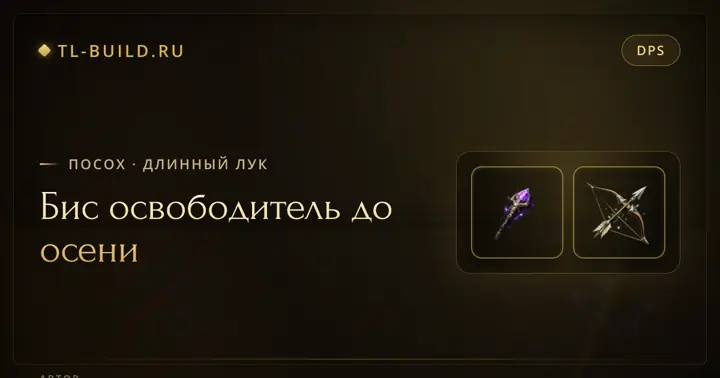 TL-BUILD.RU
DPS
ПОСОХ · ДЛИННЫЙ ЛУК
Бис освободитель до
осени